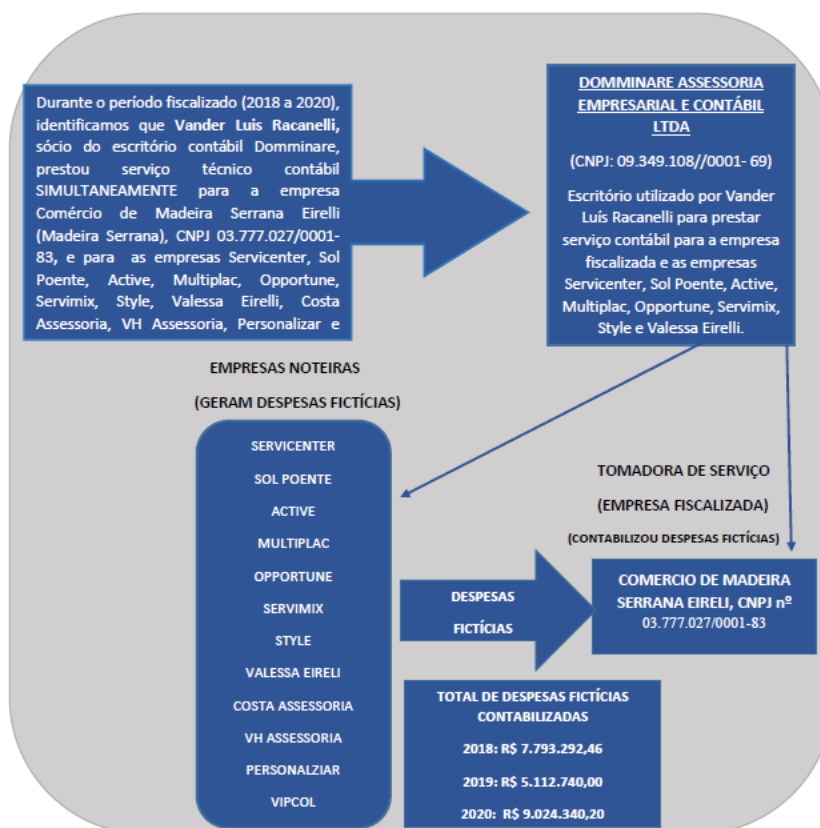 Durante o período fiscalizado (2018 a 2020),
identificamos que Vander Luis Racanelli,
sócio do escritório contábil Domminare,
prestou serviço técnico contábil
SIMULTANEAMENTE para a empresa
Comércio de Madeira Serrana Eirelli
(Madeira Serrana), CNPJ 03.777.027/0001-
83, e para as empresas Servicenter, Sol
Poente, Active, Multiplac, Opportune,
Servimix, Style, Valessa Eirelli, Costa
Assessoria, VH Assessoria, Personalizar e
DOMMINARE ASSESSORIA
EMPRESARIAL E CONTÁBIL
LTDA
(CNPJ: 09.349.108//0001- 69)
Escritório utilizado por Vander
Luís Racanelli para prestar
serviço contábil para a empresa
fiscalizada e as empresas
Servicenter, Sol Poente, Active,
Multiplac, Opportune, Servimix,
Style e Valessa Eirelli.
EMPRESAS NOTEIRAS
(GERAM DESPESAS FICTÍCIAS)
SERVICENTER
SOL POENTE
ACTIVE
MULTIPLAC
OPPORTUNE
SERVIMIX
STYLE
VALESSA EIRELI
COSTA ASSESSORIA
VH ASSESSORIA
PERSONALZIAR
VIPCOL
DESPESAS
FICTÍCIAS
TOMADORA DE SERVIÇO
(EMPRESA FISCALIZADA)
(CONTABILIZOU DESPESAS FICTÍCIAS)
COMERCIO DE MADEIRA
SERRANA EIRELI, CNPJ nº
03.777.027/0001-83
TOTAL DE DESPESAS FICTÍCIAS
CONTABILIZADAS
2018: R$ 7.793.292,46
2019: R$ 5.112.740,00
2020: R$ 9.024.340,20